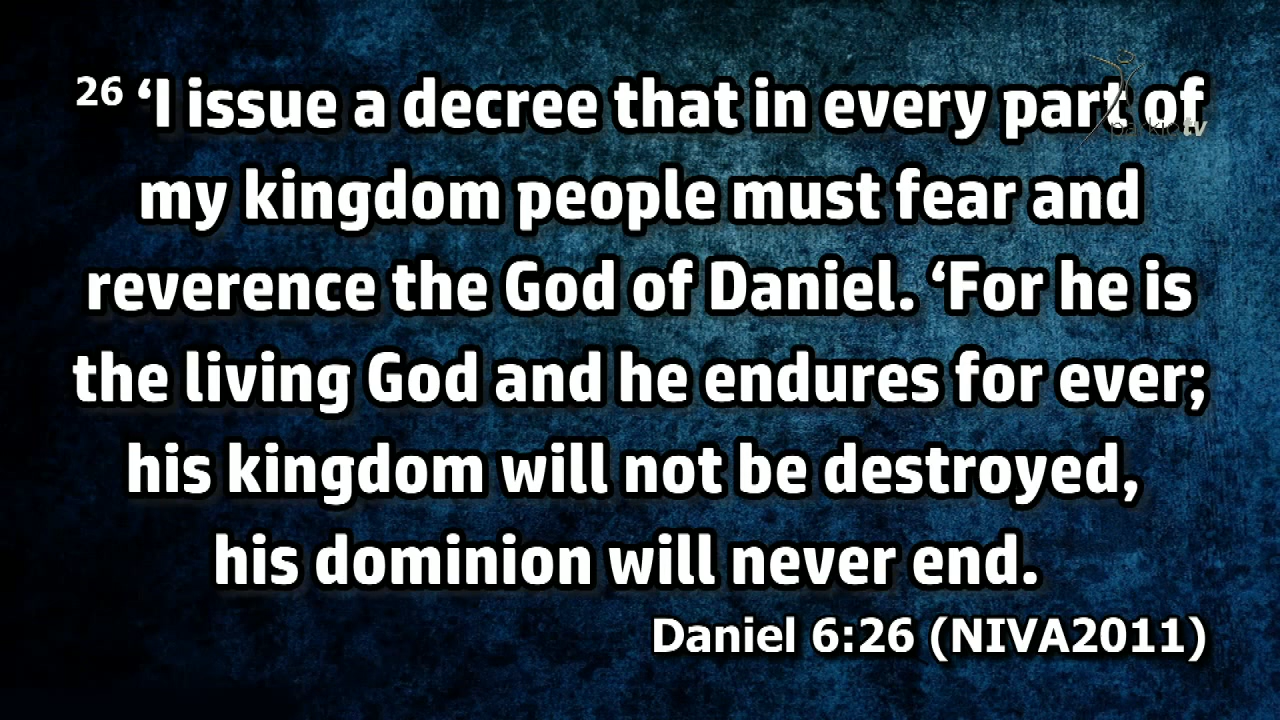 26 ‘I issue a decree that in every part of
my kingdom people must fear and
reverence the God of Daniel. ‘For he is
the living God and he endures for ever;
his kingdom will not be destroyed,
his dominion will never end.
Daniel 6:26 (NIVA2011)
tv